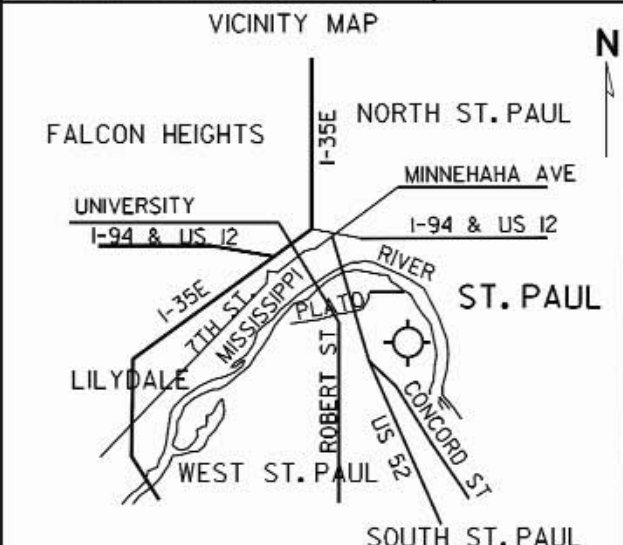 VICINITY MAP
N
I-35E
NORTH ST. PAUL
FALCON HEIGHTS
MINNEHAHA AVE
UNIVERSITY
I-94 & US 12
I-94 & US 12
RIVER
I-35E
7TH ST.
MISSISSIPPI
PLATO
ST. PAUL
LILYDALE
ROBERT ST
US 52
CONCORD ST
WEST ST. PAUL
SOUTH ST. PAUL